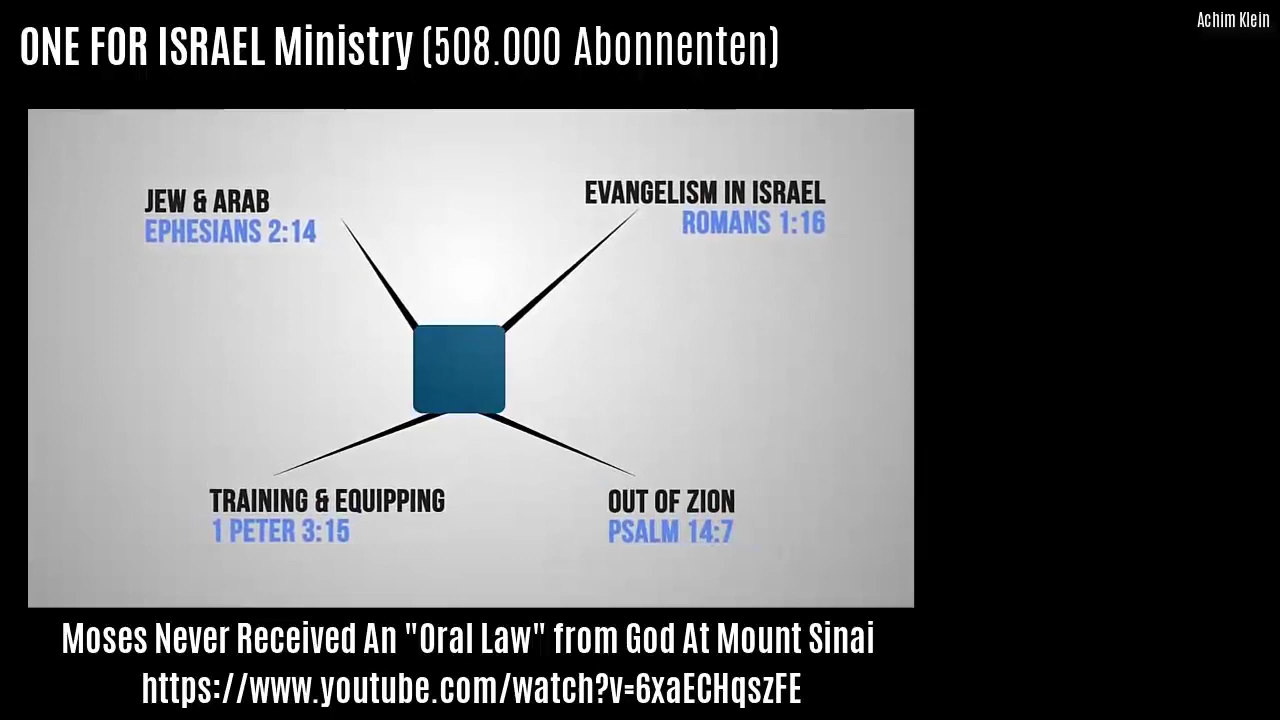 Achim Klein
ONE FOR ISRAEL Ministry (508.000 Abonnenten)
JEW & ARAB
EPHESIANS 2:14
EVANGELISM IN ISRAEL
ROMANS 1:16
TRAINING & EQUIPPING
1 PETER 3:15
OUT OF ZION
PSALM 14:7
Moses Never Received An "Oral Law" from God At Mount Sinai
https://www.youtube.com/watch?v=6xaECHqszFE